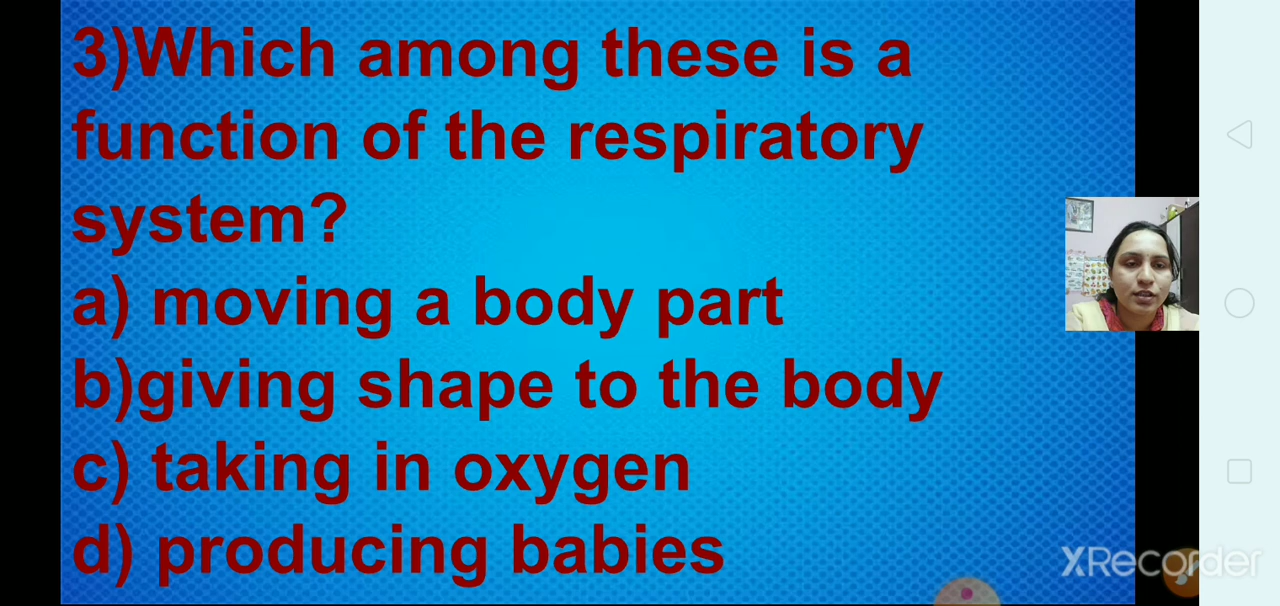 3)Which among these is a
function of the respiratory
system?
a) moving a body part
b)giving shape to the body
c) taking in oxygen
d) producing babies
XRecorder